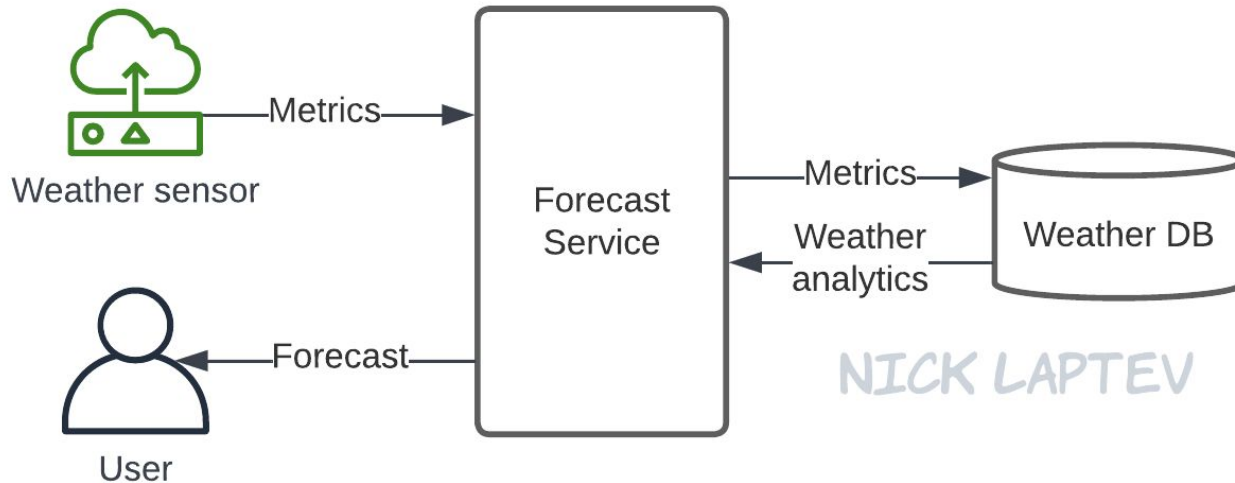 Metrics
Weather sensor
Forecast
Service
Metrics
Weather
analytics
Weather DB
Forecast
User
NICK LAPTEV